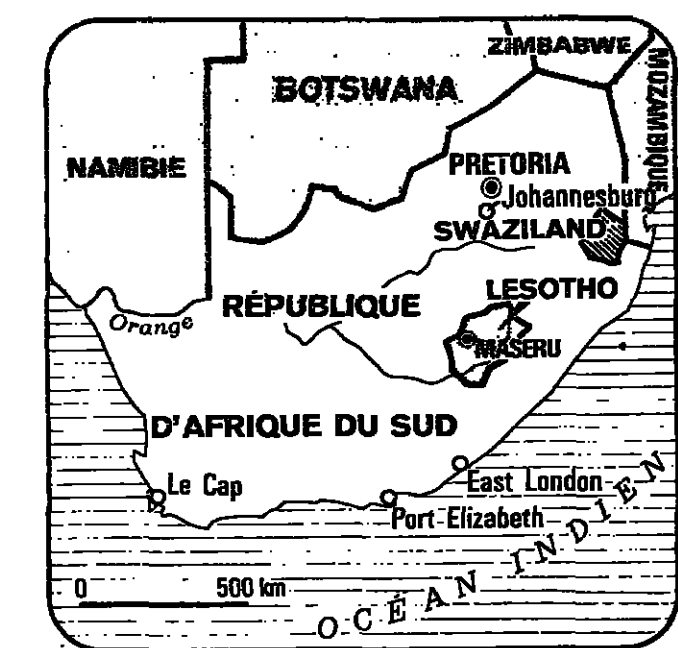 ZIMBABWE
BOTSWANA
MOZAMBIQUE
NAMIBIE
PRETORIA
Johannesburg
SWAZILAND
LESOTHO
RÉPUBLIQUE
Orange
MASERU
D'AFRIQUE DU SUD
Le Cap
East London
Port Elizabeth
0 500 km
OCÉAN INDIEN